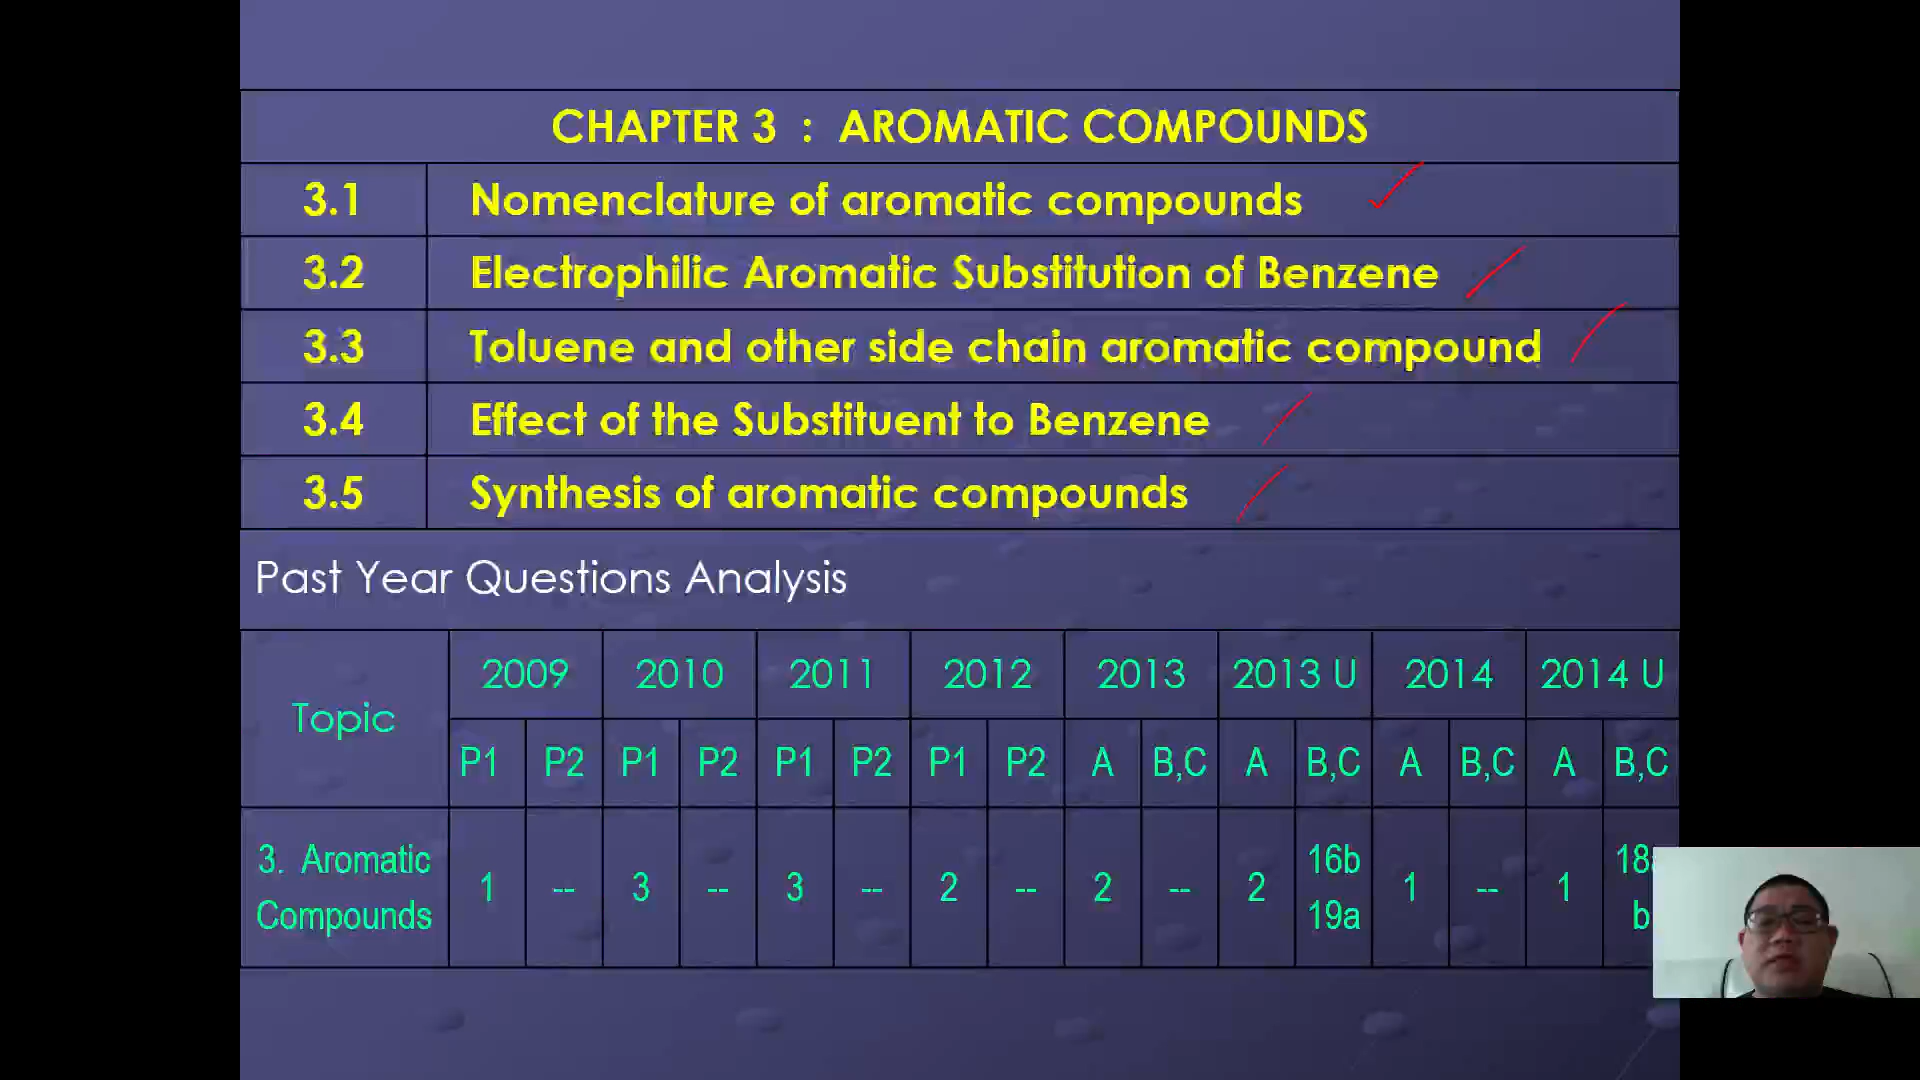 CHAPTER 3 : AROMATIC COMPOUNDS
3.1 Nomenclature of aromatic compounds
3.2 Electrophilic Aromatic Substitution of Benzene
3.3 Toluene and other side chain aromatic compound
3.4 Effect of the Substituent to Benzene
3.5 Synthesis of aromatic compounds
Past Year Questions Analysis
Topic 2009 2010 2011 2012 2013 2013 U 2014 2014 U
P1 P2 P1 P2 P1 P2 P1 P2 A B,C A B,C A B,C A B,C
3. Aromatic Compounds 1 -- 3 -- 3 -- 2 -- 2 -- 2 16b 19a 1 -- 1